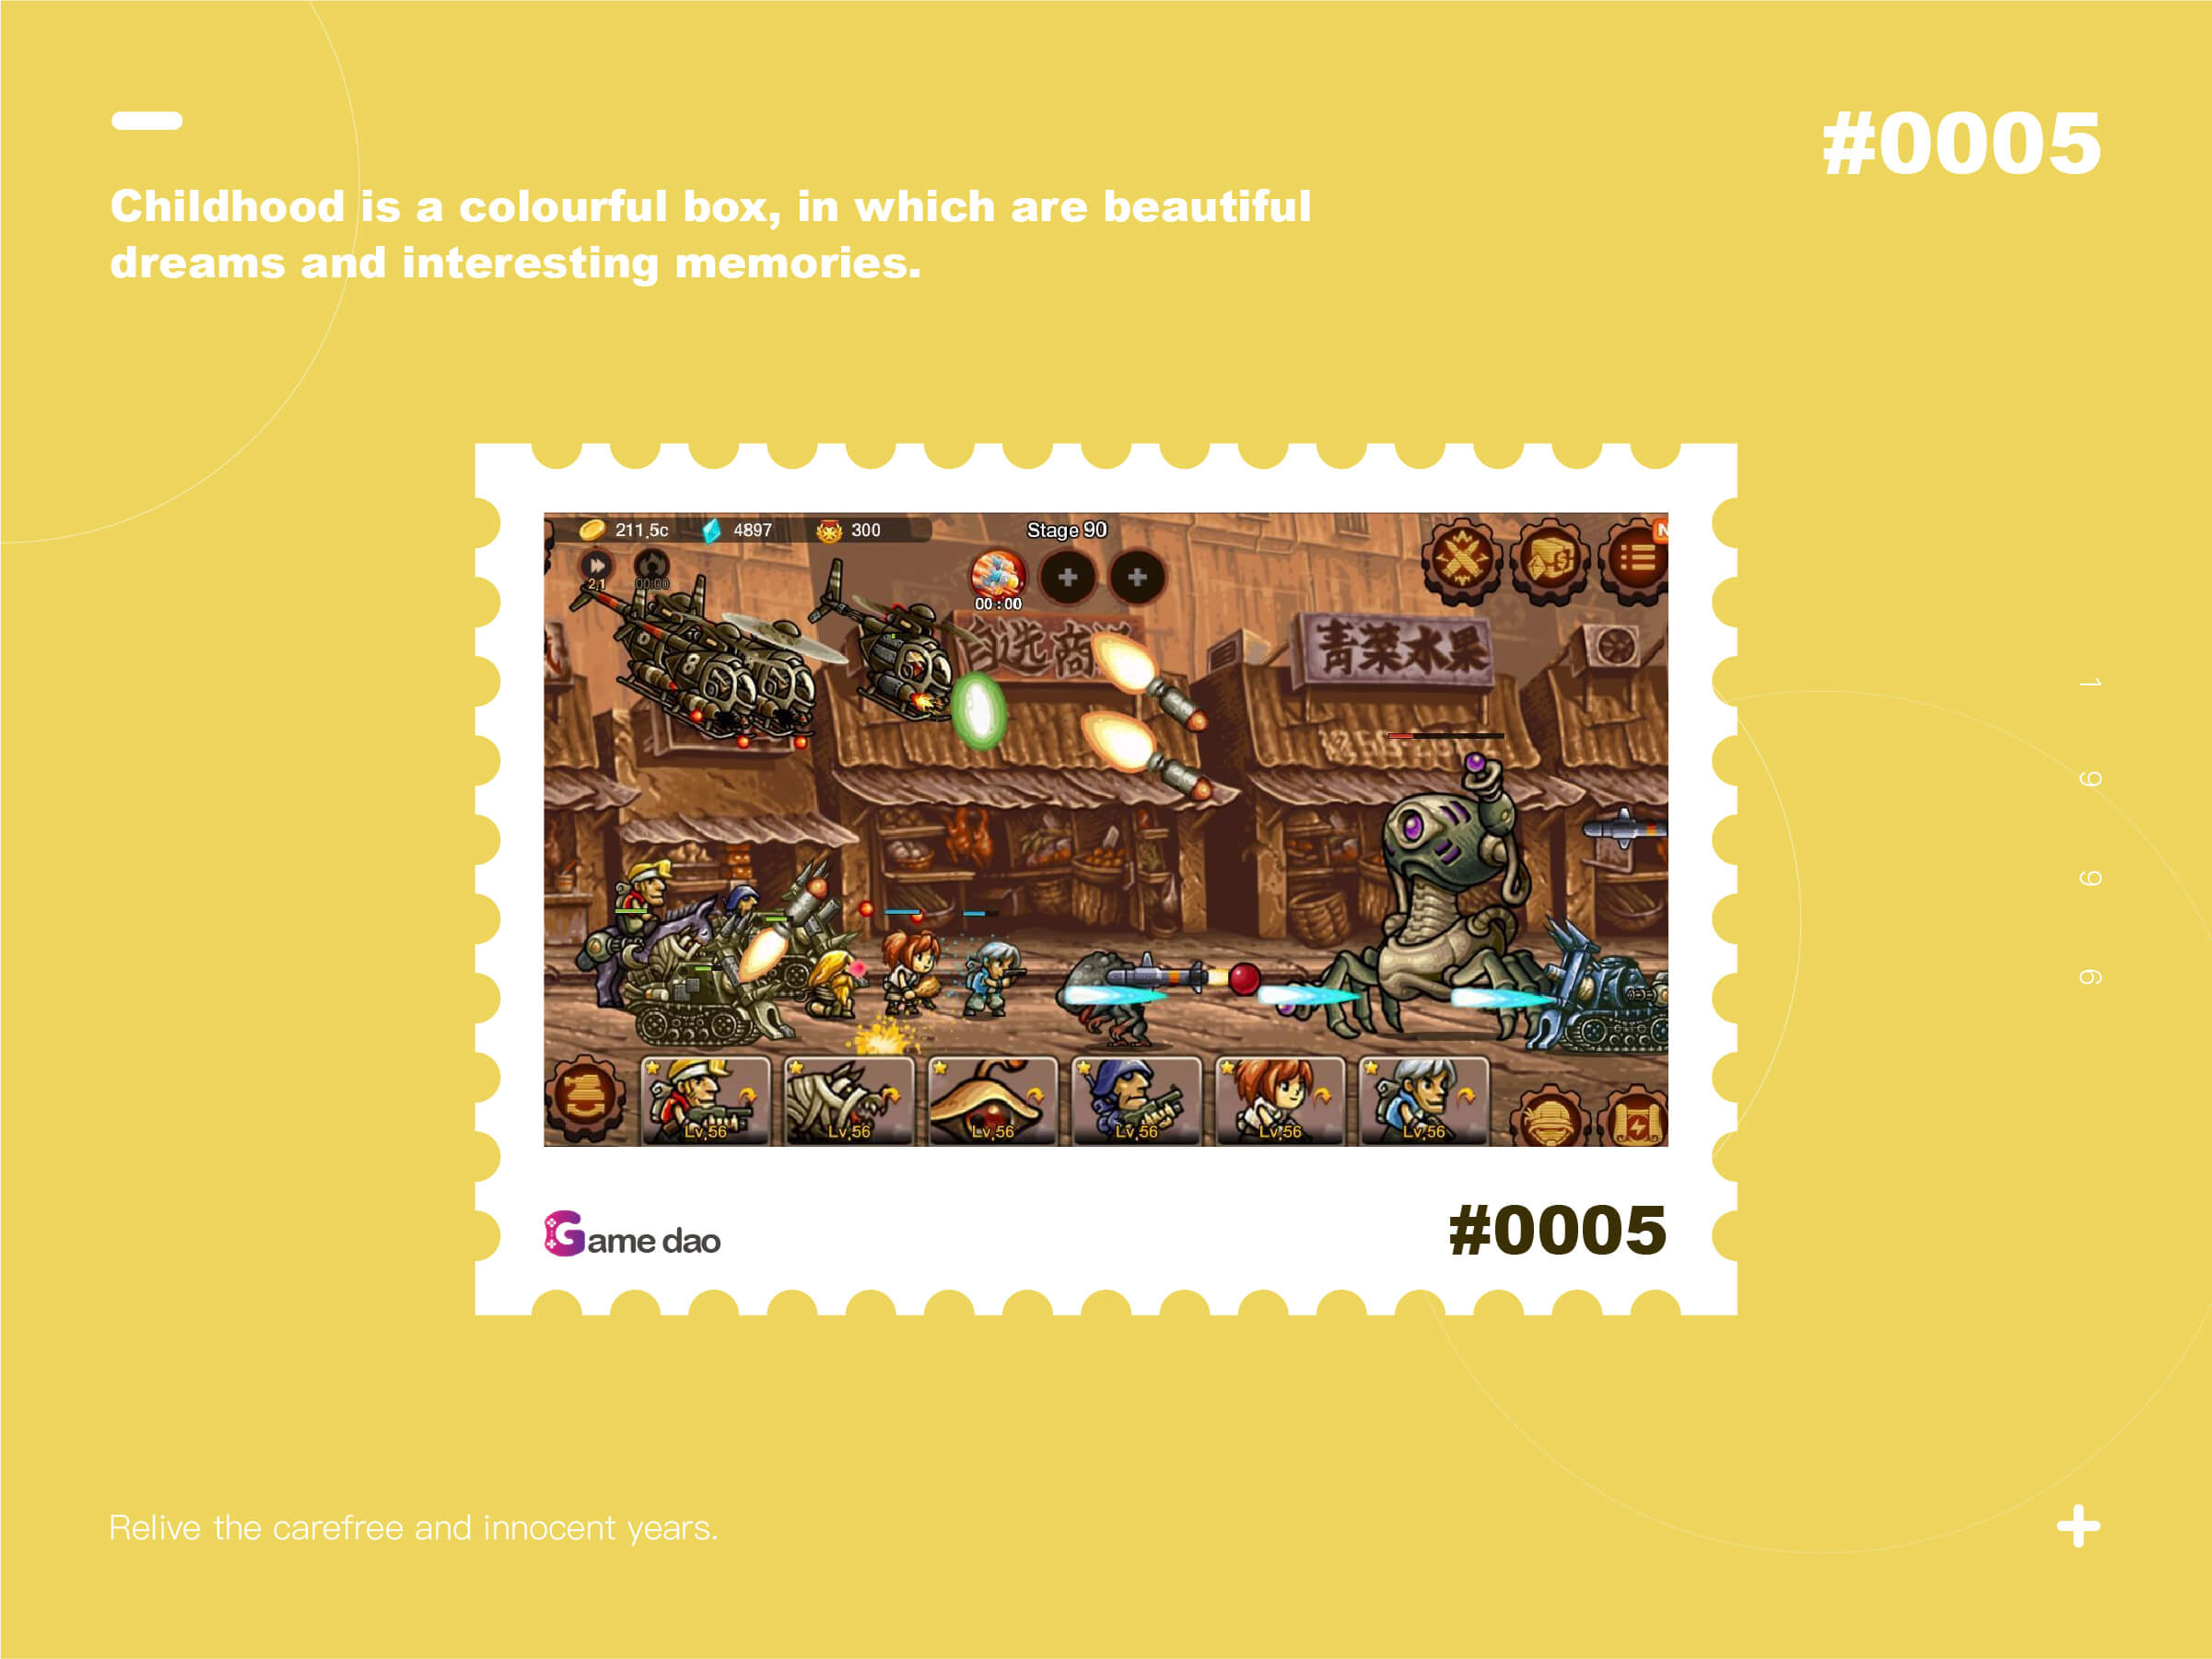 #0005
Childhood is a colourful box, in which are beautiful
dreams and interesting memories.
211.5c
4897
300
Stage 90
21
00:00
00:00
N
自选商
青菜水果
1
9
9
6
Lv.56
Lv.56
Lv.56
Lv.56
Lv.56
Lv.56
Game dao
#0005
Relive the carefree and innocent years.